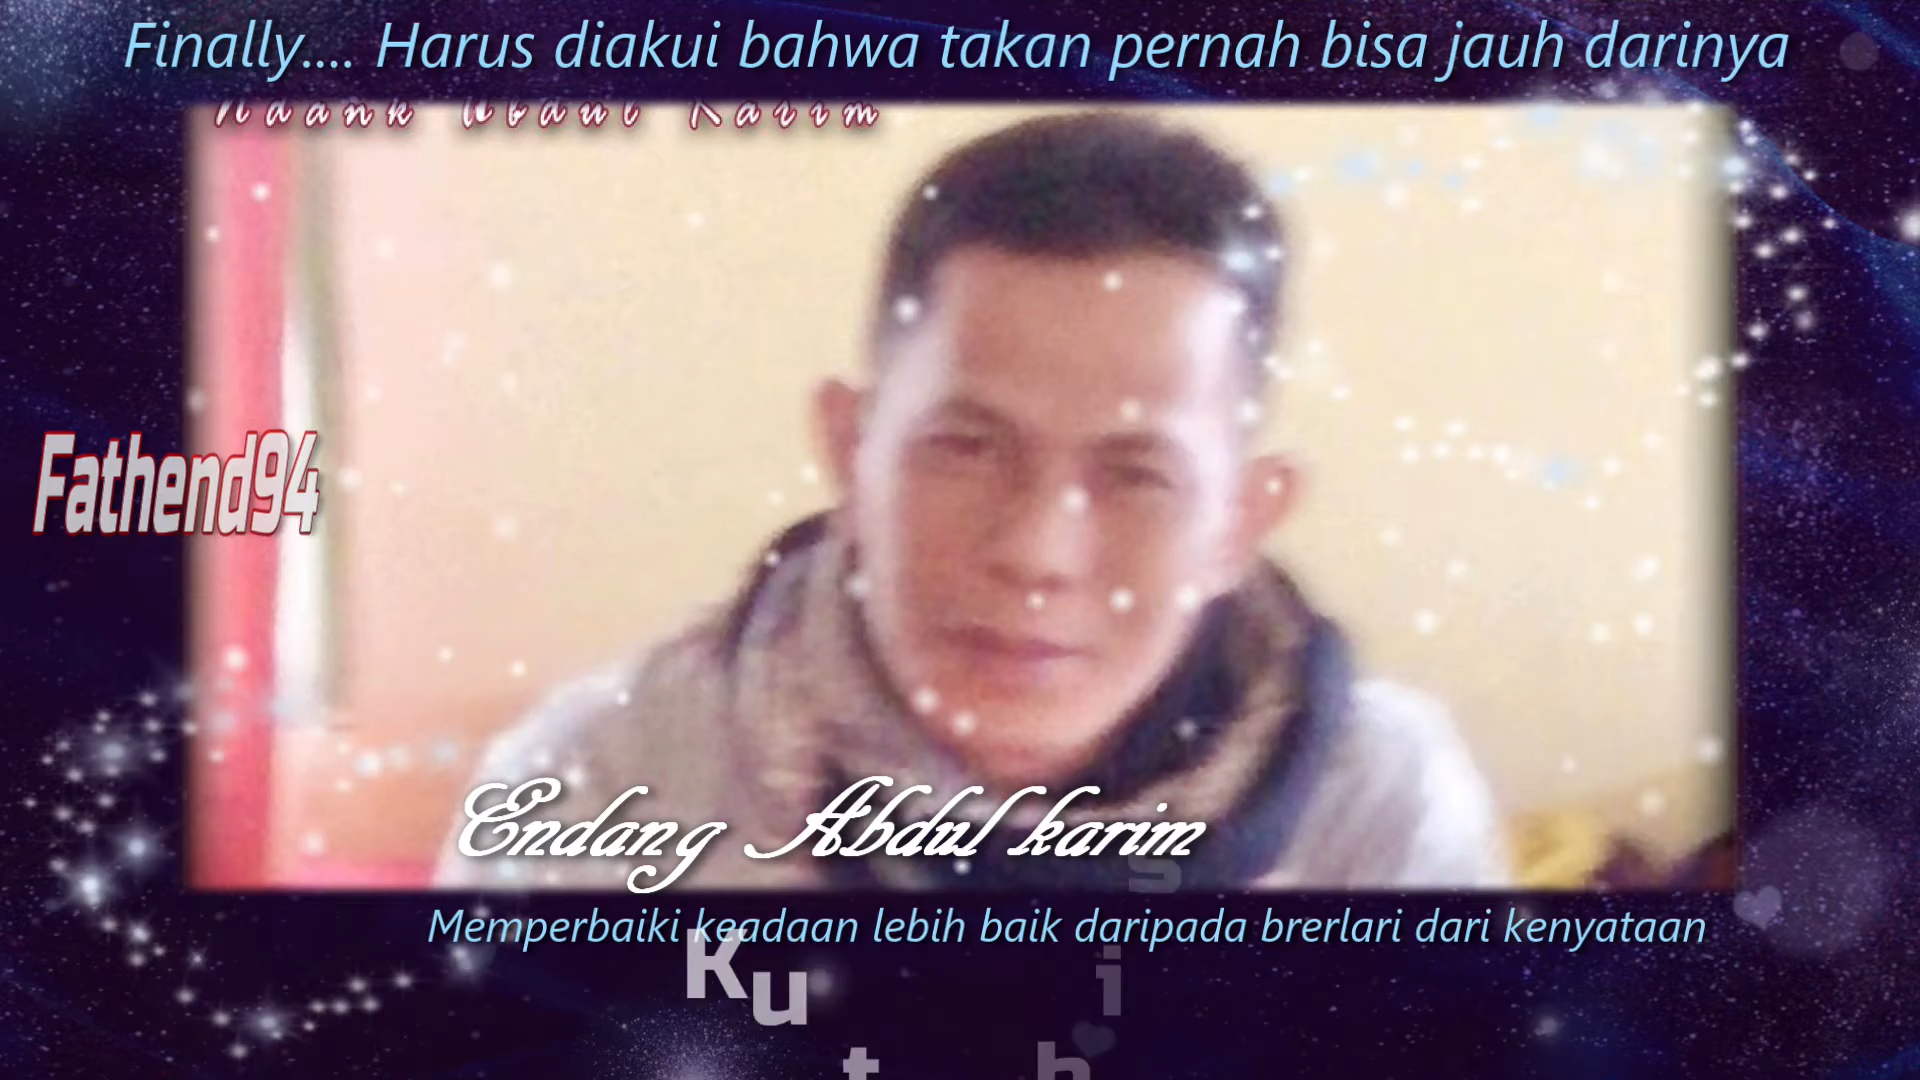 Finally.... Harus diakui bahwa takan pernah bisa jauh darinya
Karim
Fathend94
Endang Abdul karim
Memperbaiki keadaan lebih baik daripada brerlari dari kenyataan